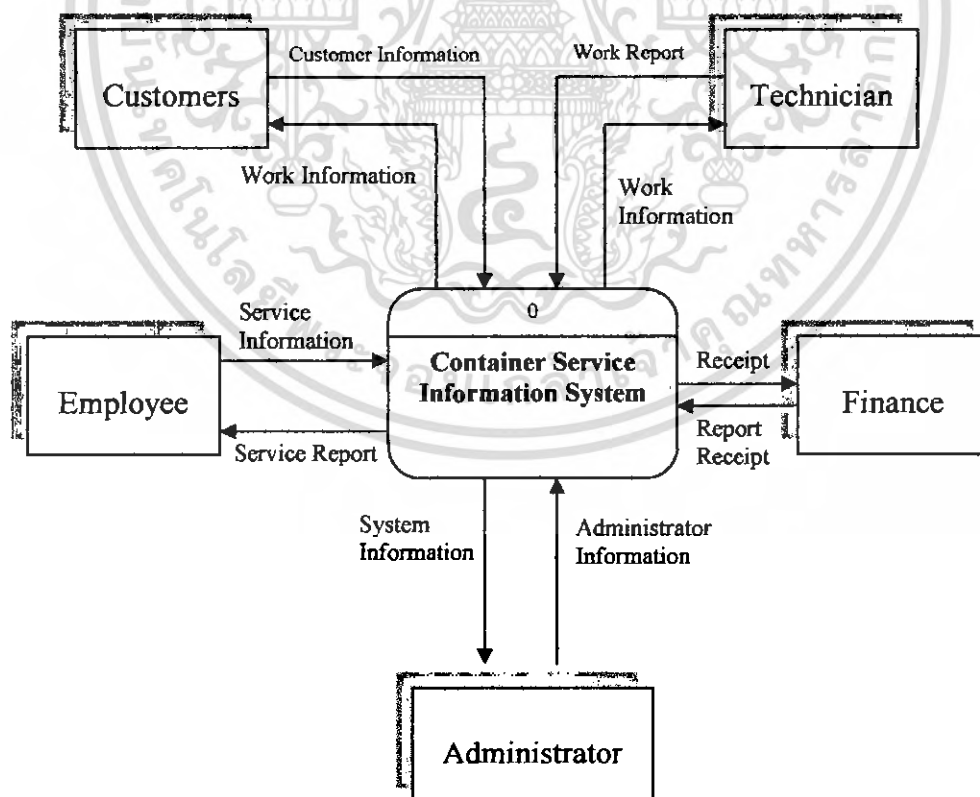 Customers
Customer Information
Work Report
Technician
Work Information
Work
Information
Service
Information
0
Container Service
Information System
Receipt
Employee
Finance
Service Report
Report
Receipt
System
Information
Administrator
Information
Administrator